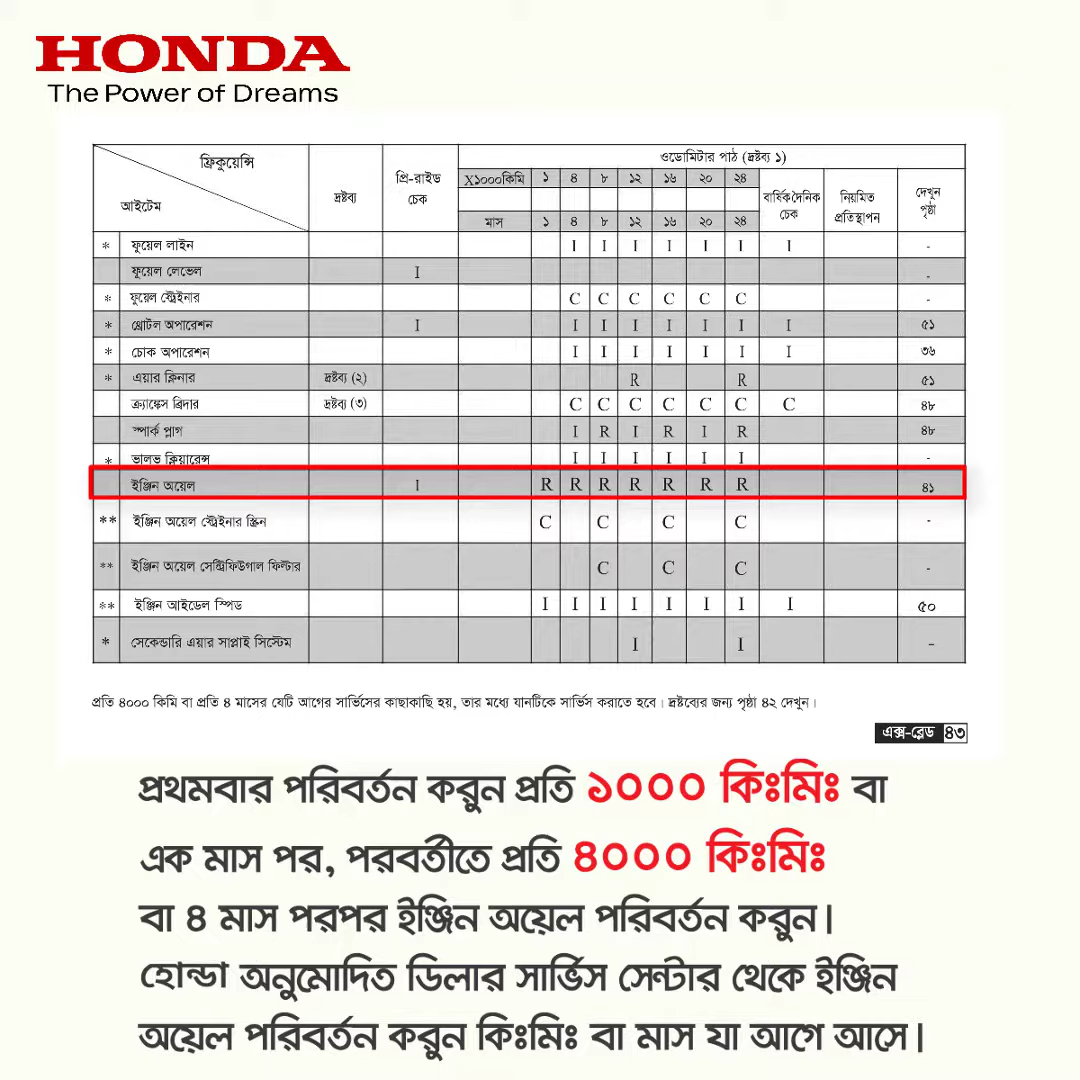 HONDA
The Power of Dreams
ফ্রিকুয়েন্সি
আইটেম
দ্রষ্টব্য
প্রি-রাইড চেক
ওডোমিটার পাঠ (দ্রষ্টব্য ১)
X১০০০কিমি ১ ৪ ৮ ১২ ১৬ ২০ ২৪
মাস ১ ৪ ৮ ১২ ১৬ ২০ ২৪
বার্ষিক/দৈনিক চেক
নিয়মিত প্রতিস্থাপন
দেখুন পৃষ্ঠা
* ফুয়েল লাইন I I I I I I I -
ফুয়েল লেভেল I -
* ফুয়েল স্ট্রেইনার C C C C C C -
* থ্রোটল অপারেশন I I I I I I I I ৫১
* চোক অপারেশন I I I I I I I ৩৬
* এয়ার ক্লিনার দ্রষ্টব্য (২) R R ৫১
ক্র্যাঙ্কেস ব্রিদার দ্রষ্টব্য (৩) C C C C C C C ৪৮
স্পার্ক প্লাগ I R I R I R ৪৮
* ভালভ ক্লিয়ারেন্স I I I I I I -
ইঞ্জিন অয়েল I R R R R R R R ৪১
** ইঞ্জিন অয়েল স্ট্রেইনার স্ক্রিন C C C C -
** ইঞ্জিন অয়েল সেন্ট্রিফিউগাল ফিল্টার C C C -
** ইঞ্জিন আইডেল স্পিড I I I I I I I I ৫০
* সেকেন্ডারি এয়ার সাপ্লাই সিস্টেম I I –
প্রতি ৪০০০ কিমি বা প্রতি ৪ মাসের যেটি আগের সার্ভিসের কাছাকাছি হয়, তার মধ্যে যানটিকে সার্ভিস করাতে হবে। দ্রষ্টব্যের জন্য পৃষ্ঠা ৪২ দেখুন।
এক্স-ব্লেড ৪৩
প্রথমবার পরিবর্তন করুন প্রতি ১০০০ কিঃমিঃ বা
এক মাস পর, পরবর্তীতে প্রতি ৪০০০ কিঃমিঃ
বা ৪ মাস পরপর ইঞ্জিন অয়েল পরিবর্তন করুন।
হোন্ডা অনুমোদিত ডিলার সার্ভিস সেন্টার থেকে ইঞ্জিন
অয়েল পরিবর্তন করুন কিঃমিঃ বা মাস যা আগে আসে।